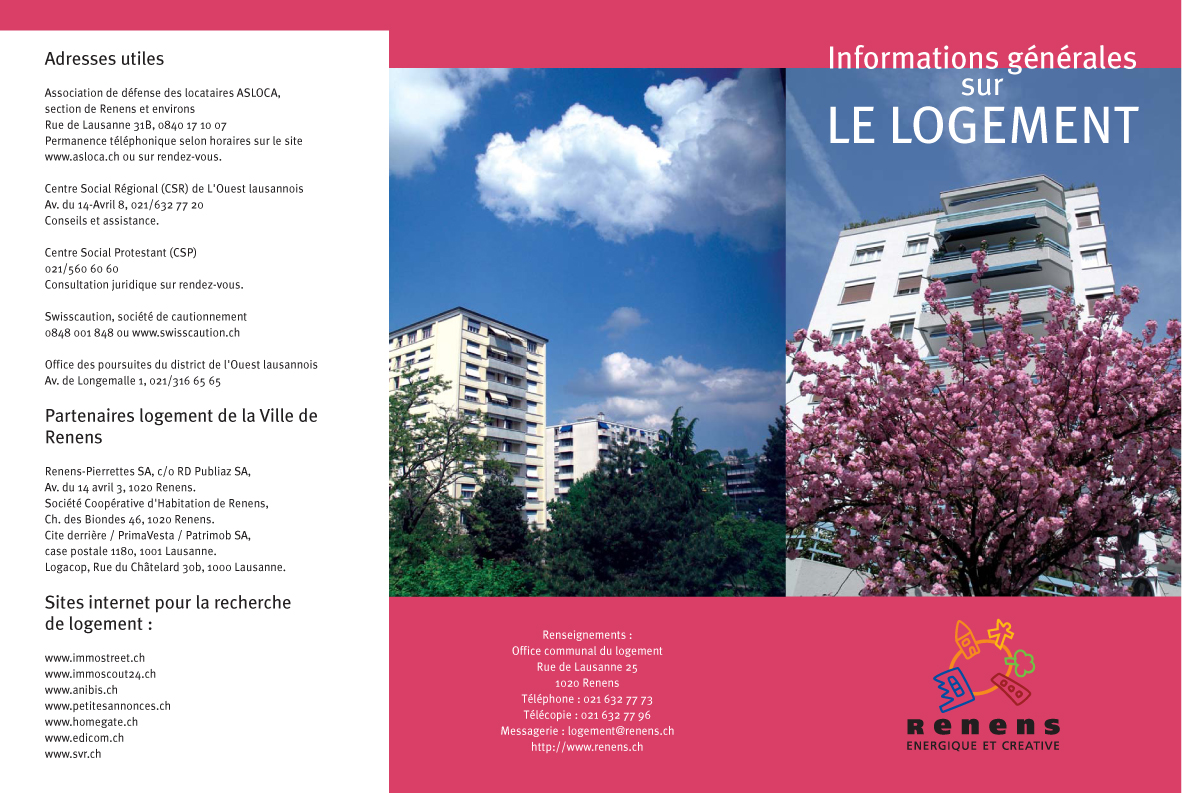 Adresses utiles
Association de défense des locataires ASLOCA,
section de Renens et environs
Rue de Lausanne 31B, 0840 17 10 07
Permanence téléphonique selon horaires sur le site
www.asloca.ch ou sur rendez-vous.
Centre Social Régional (CSR) de L'Ouest lausannois
Av. du 14-Avril 8, 021/632 77 20
Conseils et assistance.
Centre Social Protestant (CSP)
021/560 60 60
Consultation juridique sur rendez-vous.
Swisscaution, société de cautionnement
0848 001 848 ou www.swisscaution.ch
Office des poursuites du district de l'Ouest lausannois
Av. de Longemalle 1, 021/316 65 65
Partenaires logement de la Ville de
Renens
Renens-Pierrettes SA, c/o RD Publiaz SA,
Av. du 14 avril 3, 1020 Renens.
Société Coopérative d'Habitation de Renens,
Ch. des Biondes 46, 1020 Renens.
Cite derrière / PrimaVesta / Patrimob SA,
case postale 1180, 1001 Lausanne.
Logacop, Rue du Châtelard 30b, 1000 Lausanne.
Sites internet pour la recherche
de logement :
www.immostreet.ch
www.immoscout24.ch
www.anibis.ch
www.petitesannonces.ch
www.homegate.ch
www.edicom.ch
www.svr.ch
Renseignements :
Office communal du logement
Rue de Lausanne 25
1020 Renens
Téléphone : 021 632 77 73
Télécopie : 021 632 77 96
Messagerie : logement@renens.ch
http://www.renens.ch
Informations générales
sur
LE LOGEMENT
Renens
ENERGIQUE ET CREATIVE